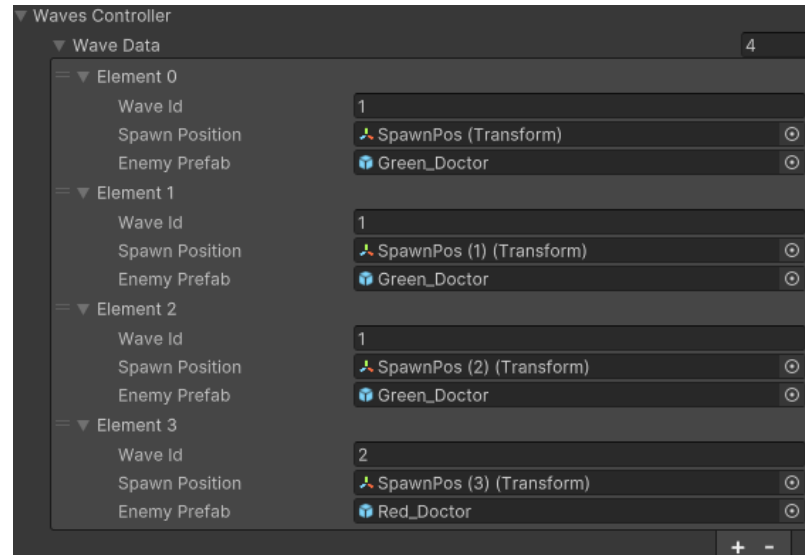 Waves Controller
Wave Data 4
Element 0
Wave Id 1
Spawn Position SpawnPos (Transform)
Enemy Prefab Green_Doctor
Element 1
Wave Id 1
Spawn Position SpawnPos (1) (Transform)
Enemy Prefab Green_Doctor
Element 2
Wave Id 1
Spawn Position SpawnPos (2) (Transform)
Enemy Prefab Green_Doctor
Element 3
Wave Id 2
Spawn Position SpawnPos (3) (Transform)
Enemy Prefab Red_Doctor
+ -